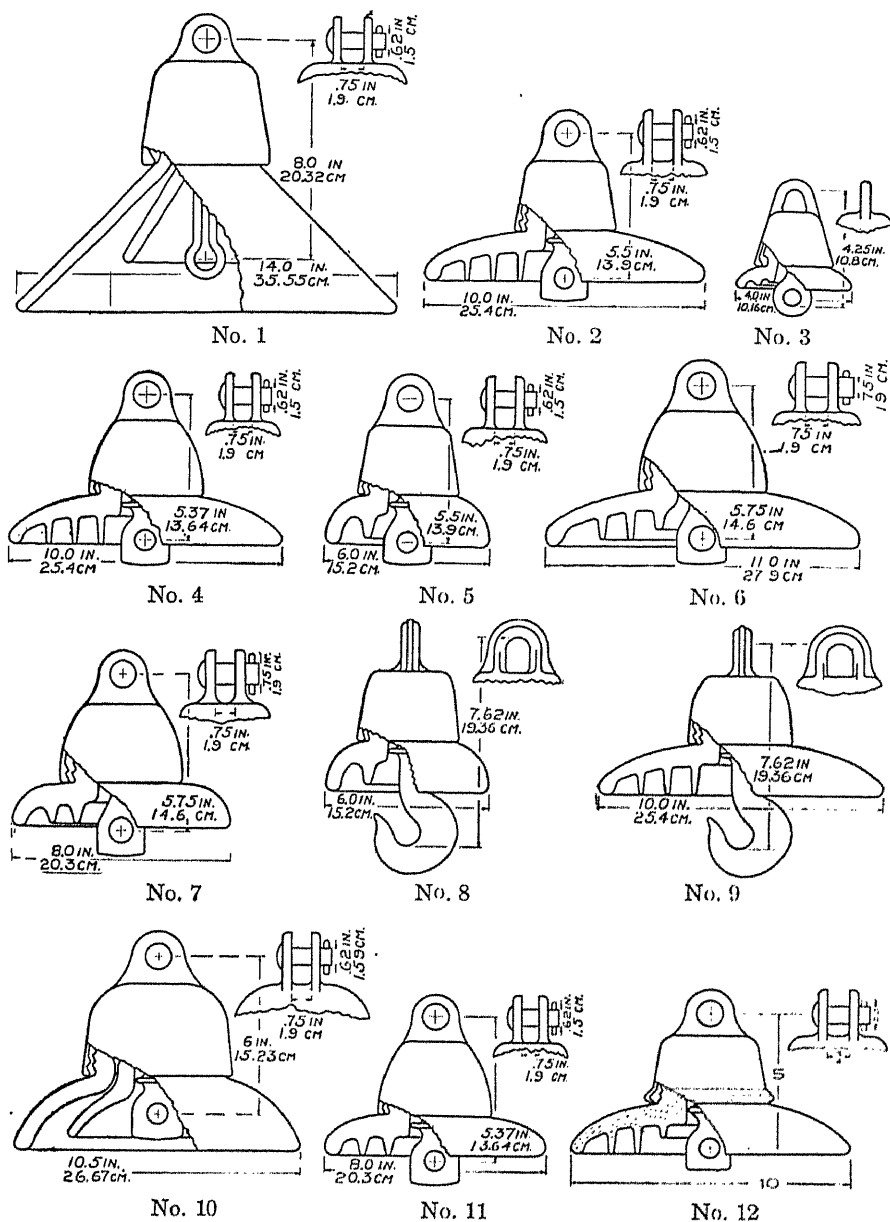 .62 IN
1.5 CM.
.75 IN
1.9. CM.
8.0 IN
20.32 CM
14.0 IN.
35.55 CM.
No. 1
.62 IN.
1.5 CM.
.75 IN.
1.9 CM.
5.5 IN.
13.9 CM.
10.0 IN.
25.4 CM.
No. 2
4.25 IN.
10.8 CM.
4.0 IN
10.16 CM.
No. 3
.62 IN.
1.5 CM.
.75 IN.
1.9 CM
5.37 IN
13.64 CM.
10.0 IN.
25.4 CM
No. 4
.62 IN.
1.5 CM.
.75 IN.
1.9 CM.
5.5 IN.
13.9 CM.
6.0 IN.
15.2 CM.
No. 5
.75 IN
1.9 CM
.75 IN
1.9 CM
5.75 IN
14.6 CM.
11.0 IN
27.9 CM
No. 6
.75 IN.
1.9 CM.
.75 IN.
1.9 CM.
5.75 IN.
14.6 CM.
8.0 IN.
20.3 CM.
No. 7
7.62 IN.
19.36 CM.
6.0 IN.
15.2 CM.
No. 8
7.62 IN.
19.36 CM
10.0 IN.
25.4 CM.
No. 9
.62 IN.
1.59 CM.
.75 IN
1.9 CM
6 IN.
15.23 CM
10.5 IN.
26.67 CM.
No. 10
.62 IN.
1.5 CM.
.75 IN.
1.9 CM.
5.37 IN.
13.64 CM.
8.0 IN.
20.3 CM.
No. 11
5
10
No. 12